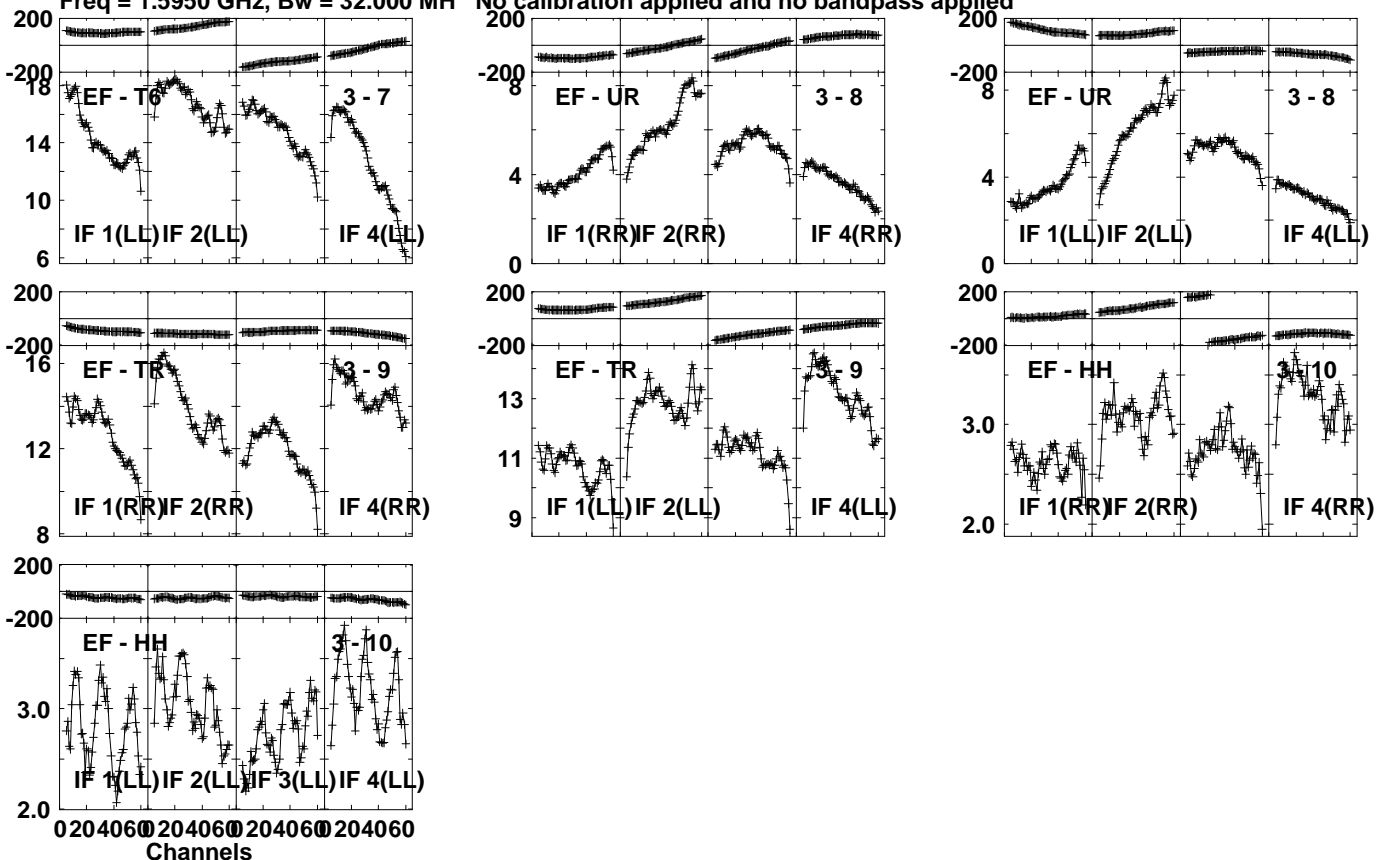 Freq = 1.5950 GHz, Bw = 32.000 MH No calibration applied and no bandpass applied
-200
18
14
10
6
EF - T6
3 - 7
IF 1(LL)
IF 2(LL)
IF 4(LL)
-200
8
4
0
EF - UR
3 - 8
IF 1(RR)
IF 2(RR)
IF 4(RR)
-200
8
4
0
EF - UR
3 - 8
IF 1(LL)
IF 2(LL)
IF 4(LL)
200
-200
16
12
8
EF - TR
3 - 9
IF 1(RR)
IF 2(RR)
IF 4(RR)
200
-200
13
11
9
EF - TR
3 - 9
IF 1(LL)
IF 2(LL)
IF 4(LL)
200
-200
3.0
2.0
EF - HH
3 - 10
IF 1(RR)
IF 2(RR)
IF 4(RR)
200
-200
3.0
2.0
EF - HH
3 - 10
IF 1(LL)
IF 2(LL)
IF 3(LL)
IF 4(LL)
0 20 40 60 0 20 40 60 0 20 40 60 0 20 40 60
Channels